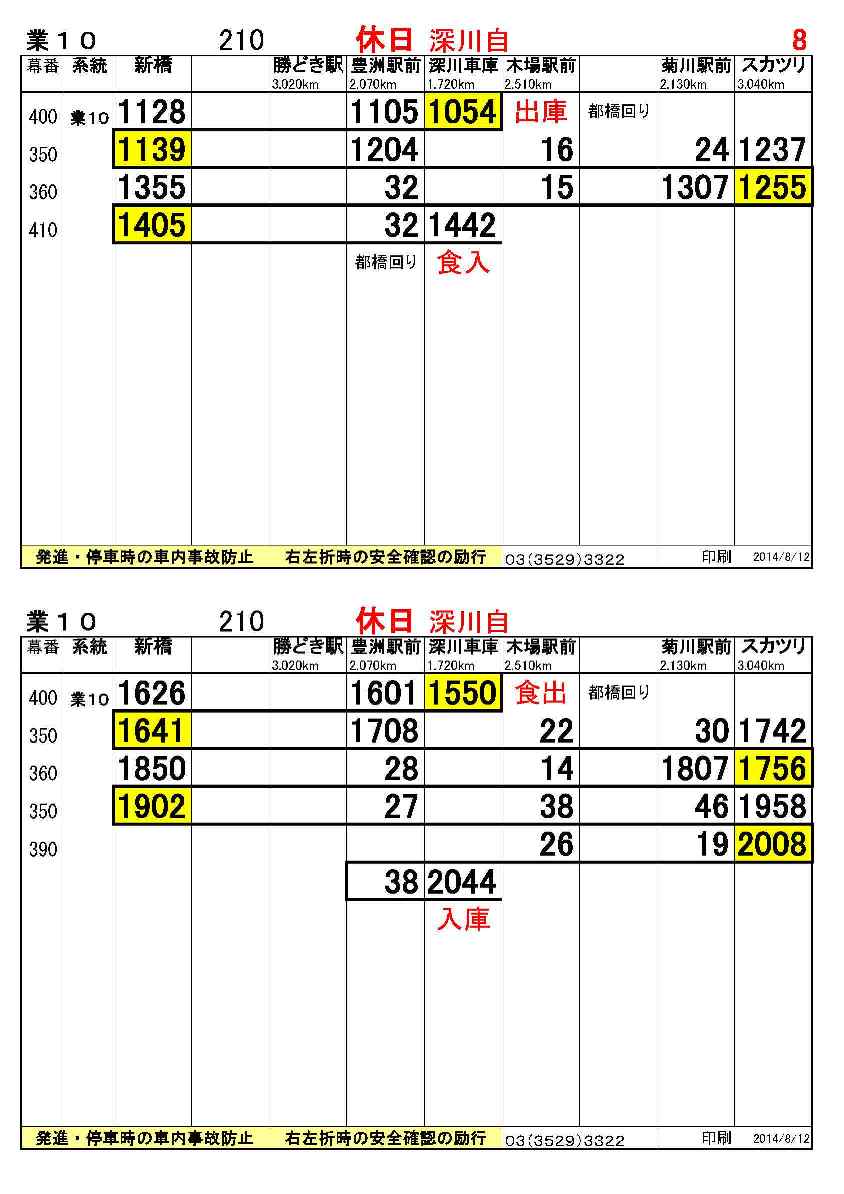 業１０ 210 休日 深川自 8
幕番 系統 新橋 勝どき駅 豊洲駅前 深川車庫 木場駅前 菊川駅前 スカツリ
3.020km 2.070km 1.720km 2.510km 2.130km 3.040km
400 業10 1128 1105 1054 出庫 都橋回り
350 1139 1204 16 24 1237
360 1355 32 15 1307 1255
410 1405 32 1442
都橋回り 食入
発進・停車時の車内事故防止 右左折時の安全確認の励行 03(3529)3322 印刷 2014/8/12
業１０ 210 休日 深川自
幕番 系統 新橋 勝どき駅 豊洲駅前 深川車庫 木場駅前 菊川駅前 スカツリ
3.020km 2.070km 1.720km 2.510km 2.130km 3.040km
400 業10 1626 1601 1550 食出 都橋回り
350 1641 1708 22 30 1742
360 1850 28 14 1807 1756
350 1902 27 38 46 1958
390 26 19 2008
38 2044
入庫
発進・停車時の車内事故防止 右左折時の安全確認の励行 03(3529)3322 印刷 2014/8/12